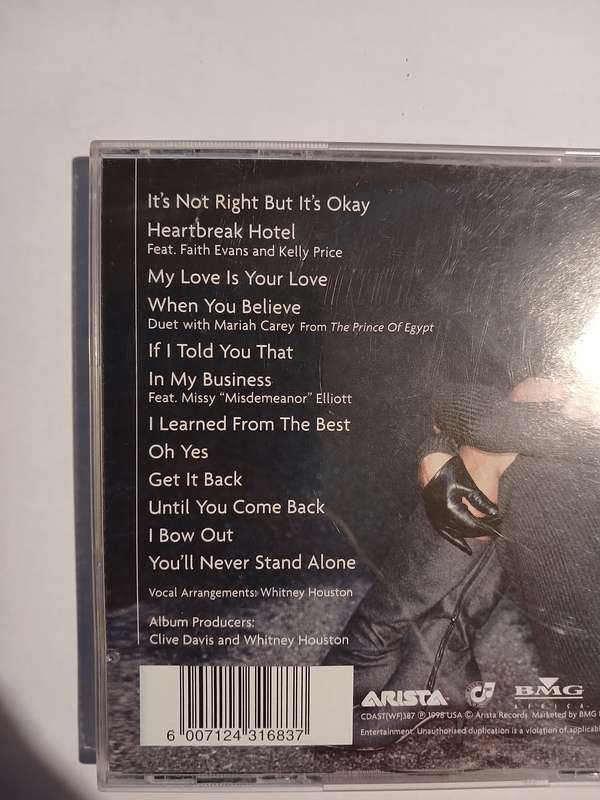 It's Not Right But It's Okay
Heartbreak Hotel
Feat. Faith Evans and Kelly Price
My Love Is Your Love
When You Believe
Duet with Mariah Carey From The Prince Of Egypt
If I Told You That
In My Business
Feat. Missy "Misdemeanor" Elliott
I Learned From The Best
Oh Yes
Get It Back
Until You Come Back
I Bow Out
You'll Never Stand Alone
Vocal Arrangements: Whitney Houston
Album Producers:
Clive Davis and Whitney Houston
6 007124 316837
ARISTA
BMG
AFRICA
CDAST(WF)387 ℗ 1998 USA © Arista Records. Marketed by BMG
Entertainment. Unauthorised duplication is a violation of applicable